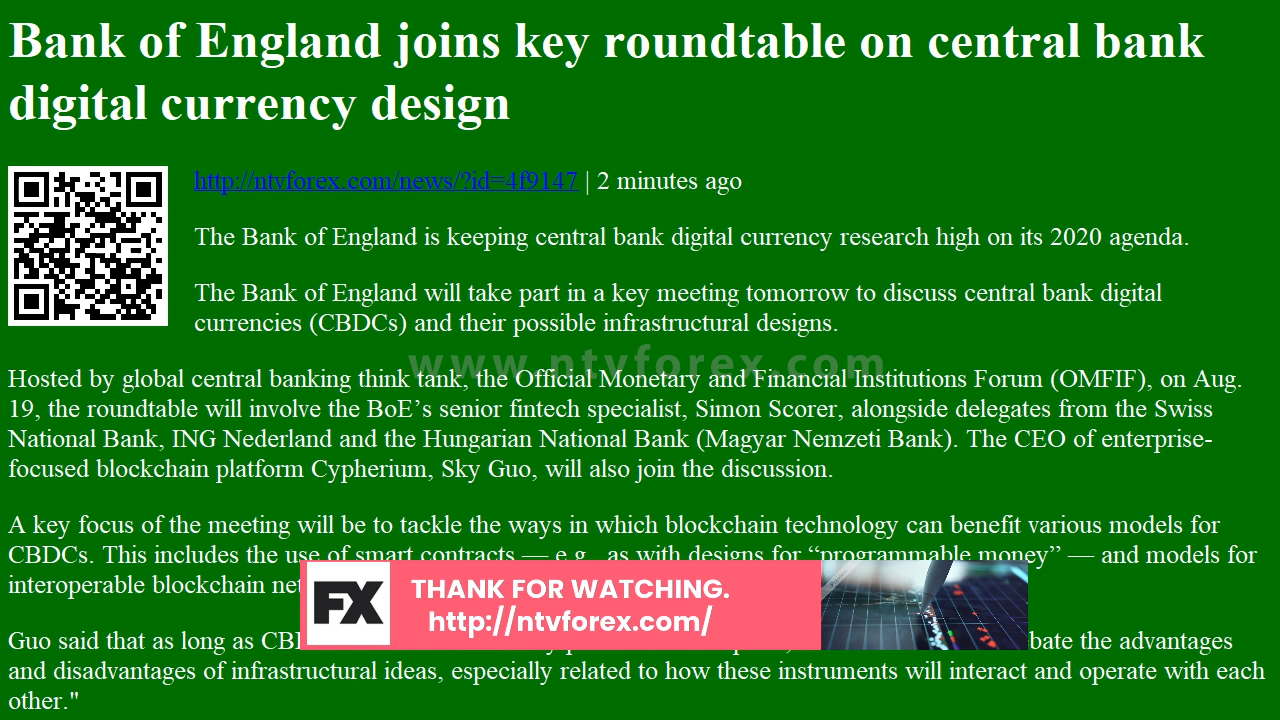 Bank of England joins key roundtable on central bank
digital currency design
http://ntvforex.com/news/?id=4f9147 | 2 minutes ago
The Bank of England is keeping central bank digital currency research high on its 2020 agenda.
The Bank of England will take part in a key meeting tomorrow to discuss central bank digital
currencies (CBDCs) and their possible infrastructural designs.
www.ntvforex.com
Hosted by global central banking think tank, the Official Monetary and Financial Institutions Forum (OMFIF), on Aug.
19, the roundtable will involve the BoE’s senior fintech specialist, Simon Scorer, alongside delegates from the Swiss
National Bank, ING Nederland and the Hungarian National Bank (Magyar Nemzeti Bank). The CEO of enterprise-
focused blockchain platform Cypherium, Sky Guo, will also join the discussion.
A key focus of the meeting will be to tackle the ways in which blockchain technology can benefit various models for
CBDCs. This includes the use of smart contracts — e.g., as with designs for “programmable money” — and models for
interoperable blockchain
FX
THANK FOR WATCHING.
http://ntvforex.com/
Guo said that as long as the advantages
and disadvantages of infrastructural ideas, especially related to how these instruments will interact and operate with each
other."